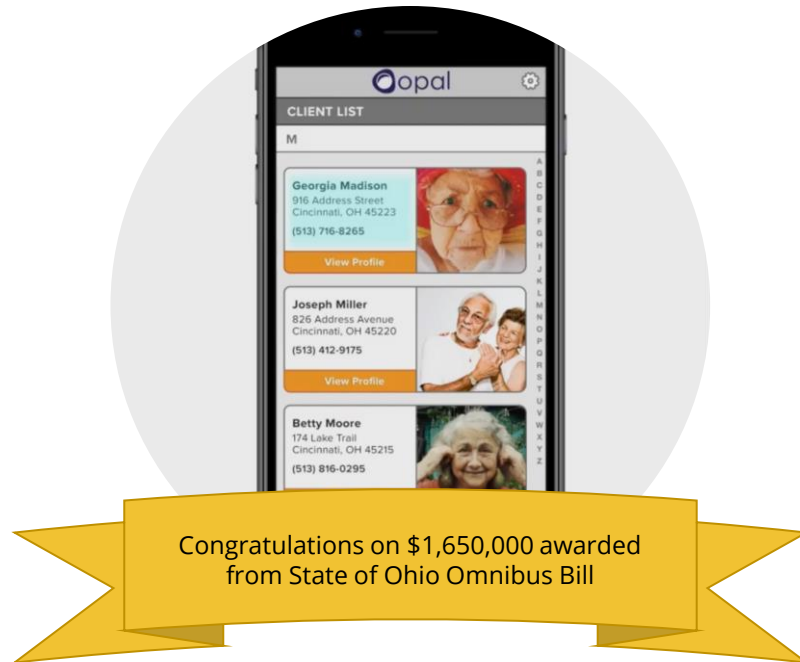 opal
CLIENT LIST
M
Georgia Madison
916 Address Street
Cincinnati, OH 45223
(513) 716-8265
View Profile
Joseph Miller
826 Address Avenue
Cincinnati, OH 45220
(513) 412-9175
View Profile
Betty Moore
174 Lake Trail
Cincinnati, OH 45215
(513) 816-0295
A
B
C
D
E
F
G
H
I
J
K
L
M
N
O
P
Q
R
S
T
U
V
W
X
Y
Z
Congratulations on $1,650,000 awarded
from State of Ohio Omnibus Bill